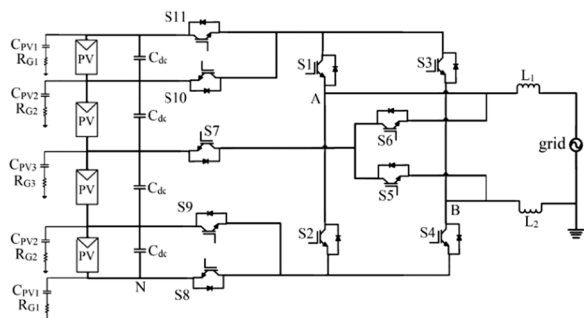 S11
CPV1
RG1
PV
Cdc
S1
S3
L1
CPV2
RG2
S10
A
PV
Cdc
S7
S6
grid
CPV3
RG3
PV
Cdc
S5
S9
B
CPV2
RG2
PV
Cdc
S2
S4
L2
CPV1
RG1
N
S8